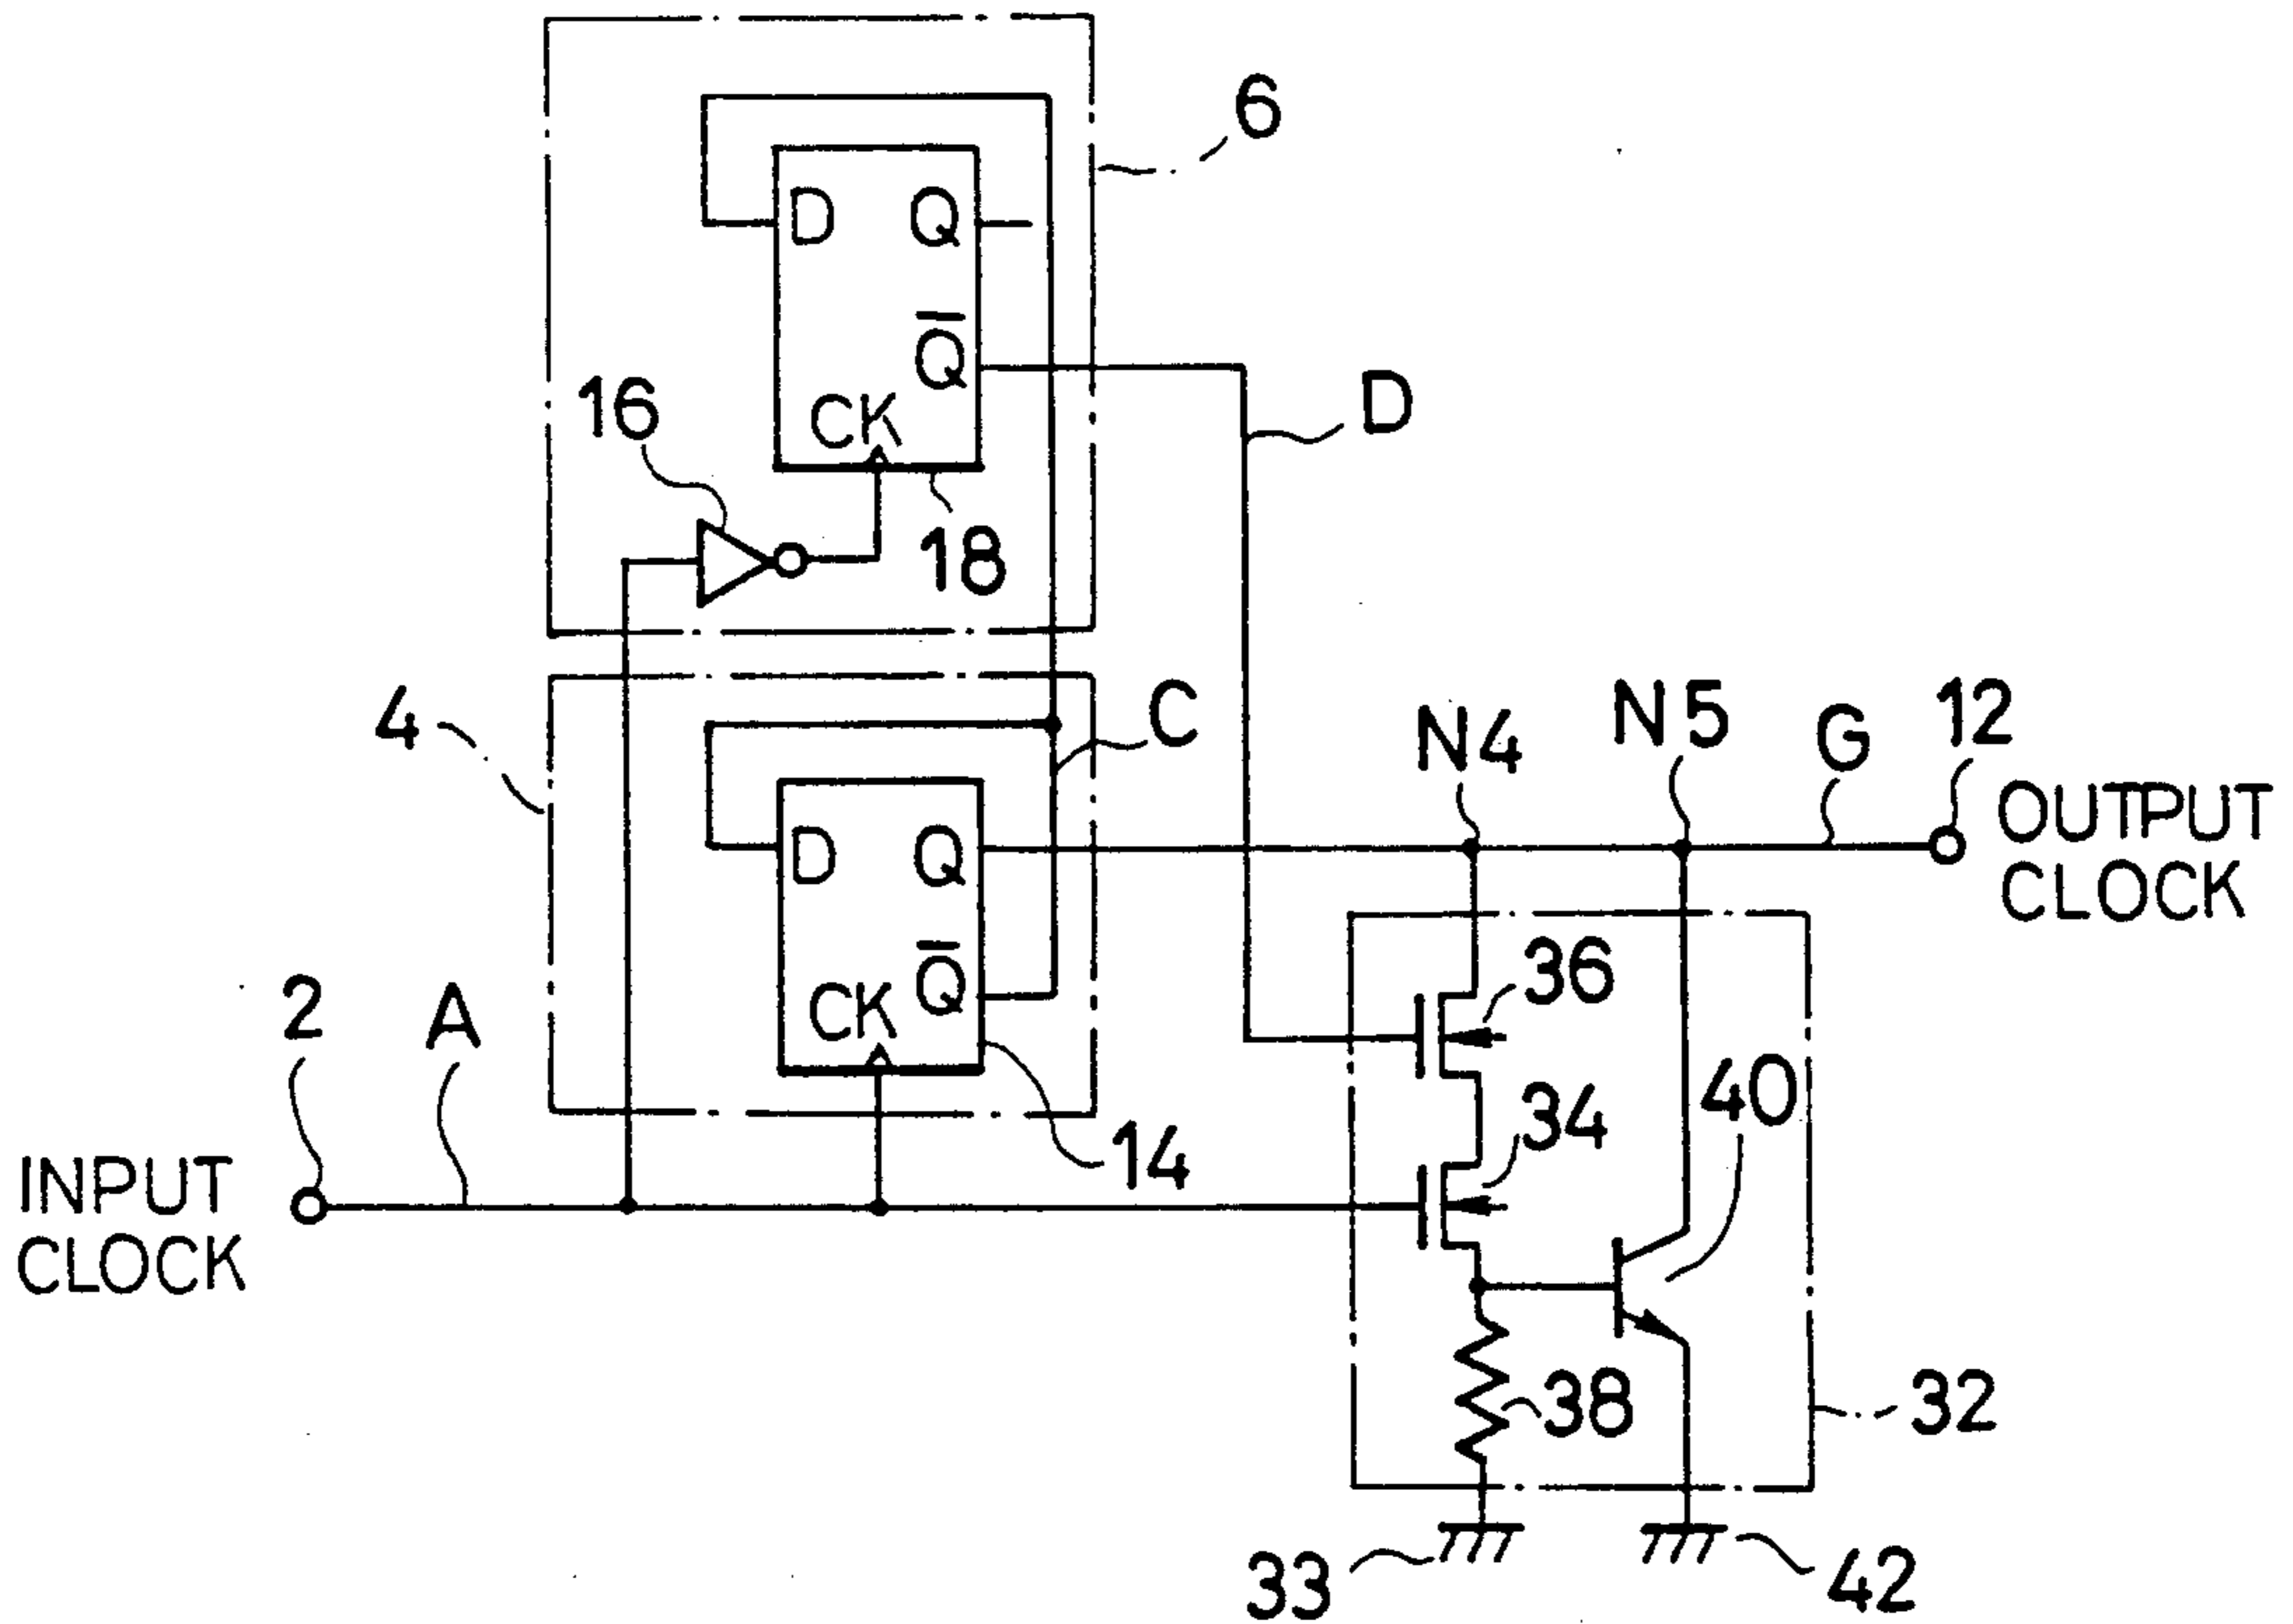 6
D Q
Q̅
16
CK
D
18
4
C
N4
N5
G
12
OUTPUT
CLOCK
D Q
Q̅
CK
36
2
A
34
40
14
INPUT
CLOCK
38
32
33
42